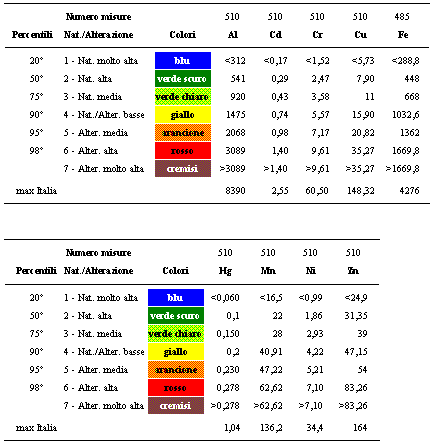 Numero misure 510 510 510 510 485
Percentili Nat./Alterazione Colori Al Cd Cr Cu Fe
20° 1 - Nat. molto alta blu <312 <0,17 <1,52 <5,73 <288,8
50° 2 - Nat. alta verde scuro 541 0,29 2,47 7,90 448
75° 3 - Nat. media verde chiaro 920 0,43 3,58 11 668
90° 4 - Nat./Alter. basse giallo 1475 0,74 5,57 15,90 1032,6
95° 5 - Alter. media arancione 2068 0,98 7,17 20,82 1362
98° 6 - Alter. alta rosso 3089 1,40 9,61 35,27 1669,8
7 - Alter. molto alta cremisi >3089 >1,40 >9,61 >35,27 >1669,8
max Italia 8390 2,55 60,50 148,32 4276
Numero misure 510 510 510 510
Percentili Nat./Alterazione Colori Hg Mn Ni Zn
20° 1 - Nat. molto alta blu <0,060 <16,5 <0,99 <24,9
50° 2 - Nat. alta verde scuro 0,1 22 1,86 31,35
75° 3 - Nat. media verde chiaro 0,150 28 2,93 39
90° 4 - Nat./Alter. basse giallo 0,2 40,91 4,22 47,15
95° 5 - Alter. media arancione 0,230 47,22 5,21 54
98° 6 - Alter. alta rosso 0,278 62,62 7,10 83,26
7 - Alter. molto alta cremisi >0,278 >62,62 >7,10 >83,26
max Italia 1,04 136,2 34,4 164